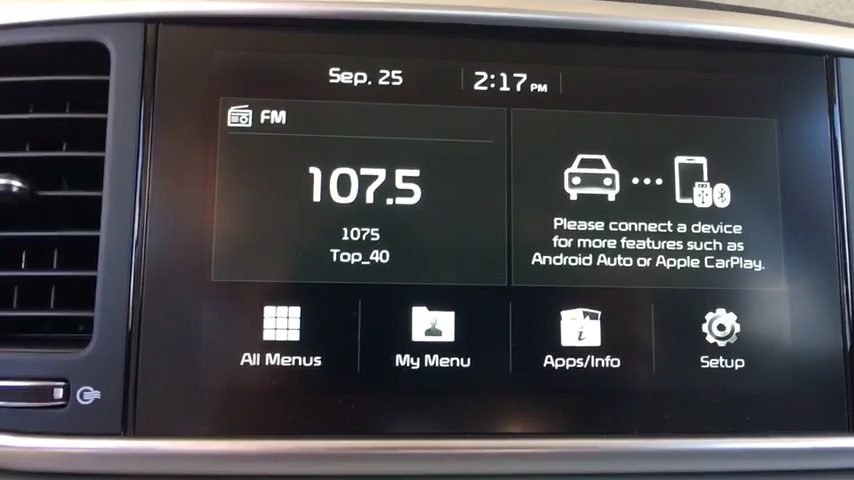 Sep. 25
2:17 PM
FM
107.5
1075
Top_40
Please connect a device
for more features such as
Android Auto or Apple CarPlay.
All Menus
My Menu
Apps/Info
Setup